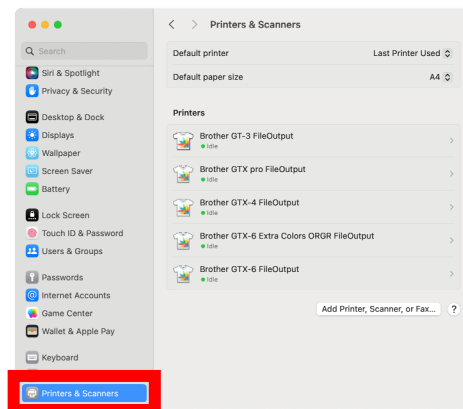 Printers & Scanners
Search
Siri & Spotlight
Privacy & Security
Desktop & Dock
Displays
Wallpaper
Screen Saver
Battery
Lock Screen
Touch ID & Password
Users & Groups
Passwords
Internet Accounts
Game Center
Wallet & Apple Pay
Keyboard
Printers & Scanners
Default printer Last Printer Used
Default paper size A4
Printers
Brother GT-3 FileOutput
Idle
Brother GTX pro FileOutput
Idle
Brother GTX-4 FileOutput
Idle
Brother GTX-6 Extra Colors ORGR FileOutput
Idle
Brother GTX-6 FileOutput
Idle
Add Printer, Scanner, or Fax... ?